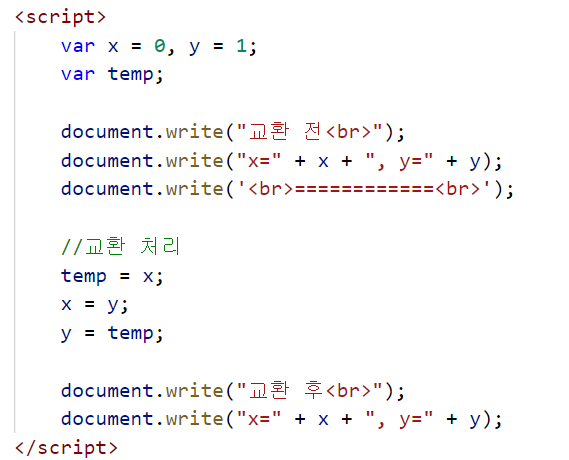 <script>
var x = 0, y = 1;
var temp;
document.write("교환 전<br>");
document.write("x=" + x + ", y=" + y);
document.write('<br>============<br>');
//교환 처리
temp = x;
x = y;
y = temp;
document.write("교환 후<br>");
document.write("x=" + x + ", y=" + y);
</script>